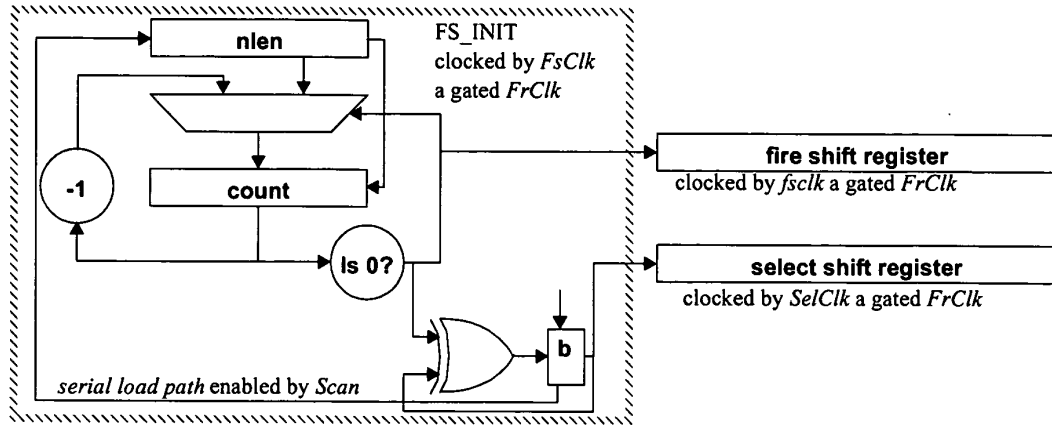 nlen
FS_INIT
clocked by FsClk
a gated FrClk
-1
count
Is 0?
fire shift register
clocked by fsclk a gated FrClk
select shift register
clocked by SelClk a gated FrClk
b
serial load path enabled by Scan